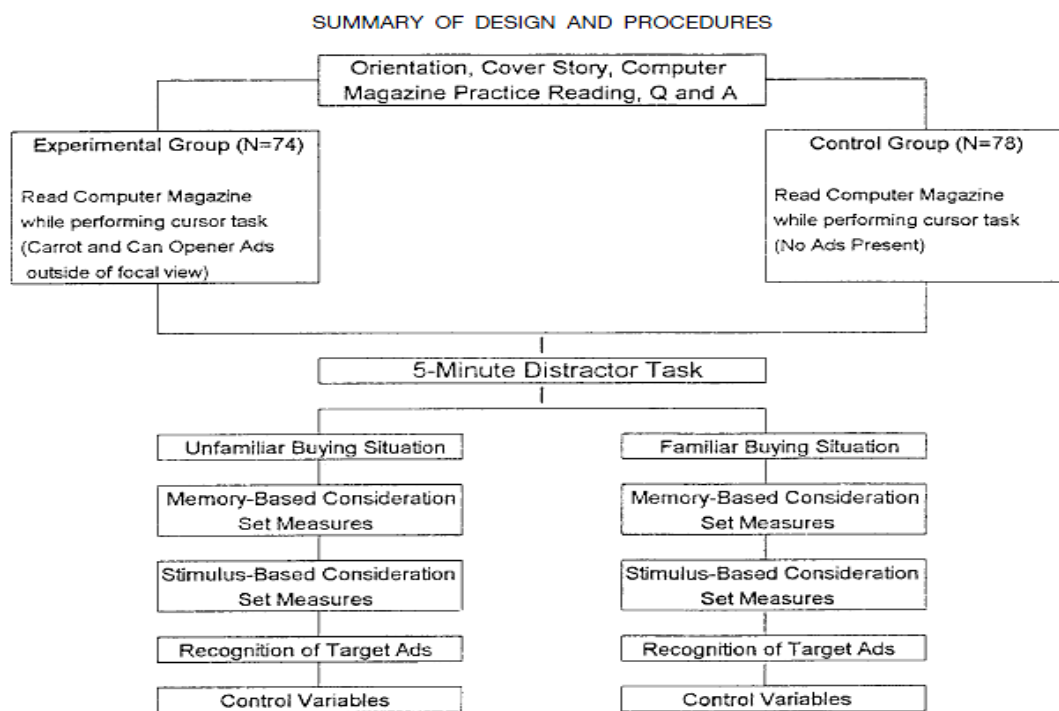 SUMMARY OF DESIGN AND PROCEDURES
Orientation, Cover Story, Computer
Magazine Practice Reading, Q and A
Experimental Group (N=74)
Read Computer Magazine
while performing cursor task
(Carrot and Can Opener Ads
outside of focal view)
Control Group (N=78)
Read Computer Magazine
while performing cursor task
(No Ads Present)
5-Minute Distractor Task
Unfamiliar Buying Situation
Memory-Based Consideration
Set Measures
Stimulus-Based Consideration
Set Measures
Recognition of Target Ads
Control Variables
Familiar Buying Situation
Memory-Based Consideration
Set Measures
Stimulus-Based Consideration
Set Measures
Recognition of Target Ads
Control Variables